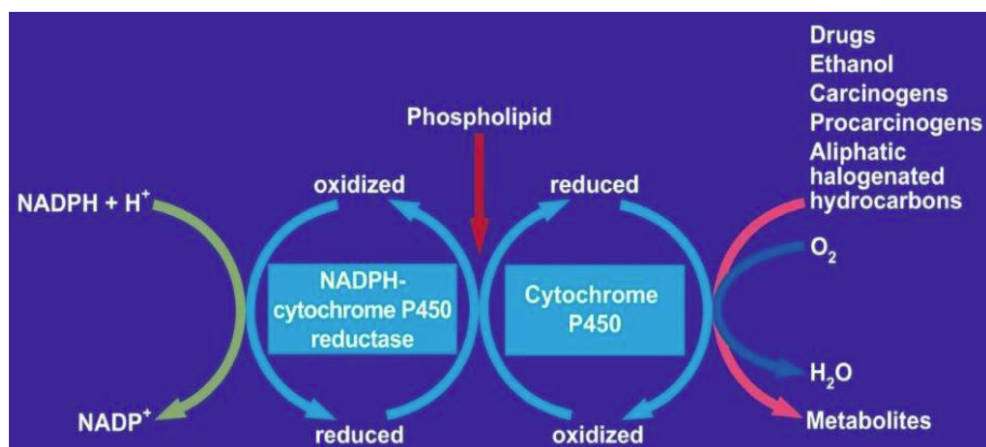 Drugs
Ethanol
Carcinogens
Procarcinogens
Aliphatic
halogenated
hydrocarbons
Phospholipid
oxidized
reduced
NADPH + H⁺
O₂
NADPH-
cytochrome P450
reductase
Cytochrome
P450
H₂O
NADP⁺
reduced
oxidized
Metabolites